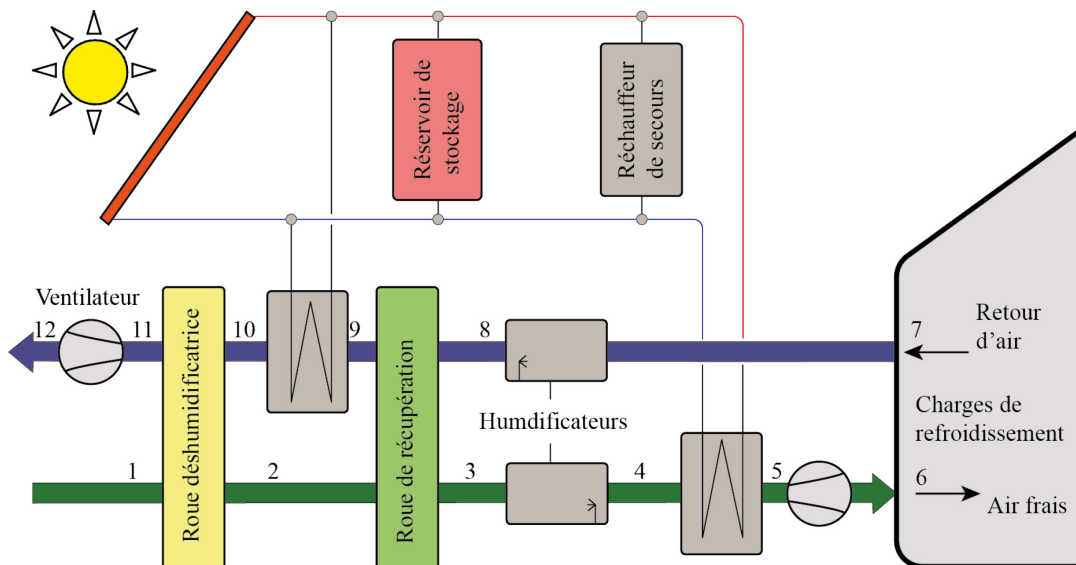 Réservoir de
stockage
Réchauffeur
de secours
Ventilateur
12
11
10
9
8
7
Retour
d'air
Roue déshumidificatrice
Roue de récupération
Humdificateurs
Charges de
refroidissement
1
2
3
4
5
6
Air frais